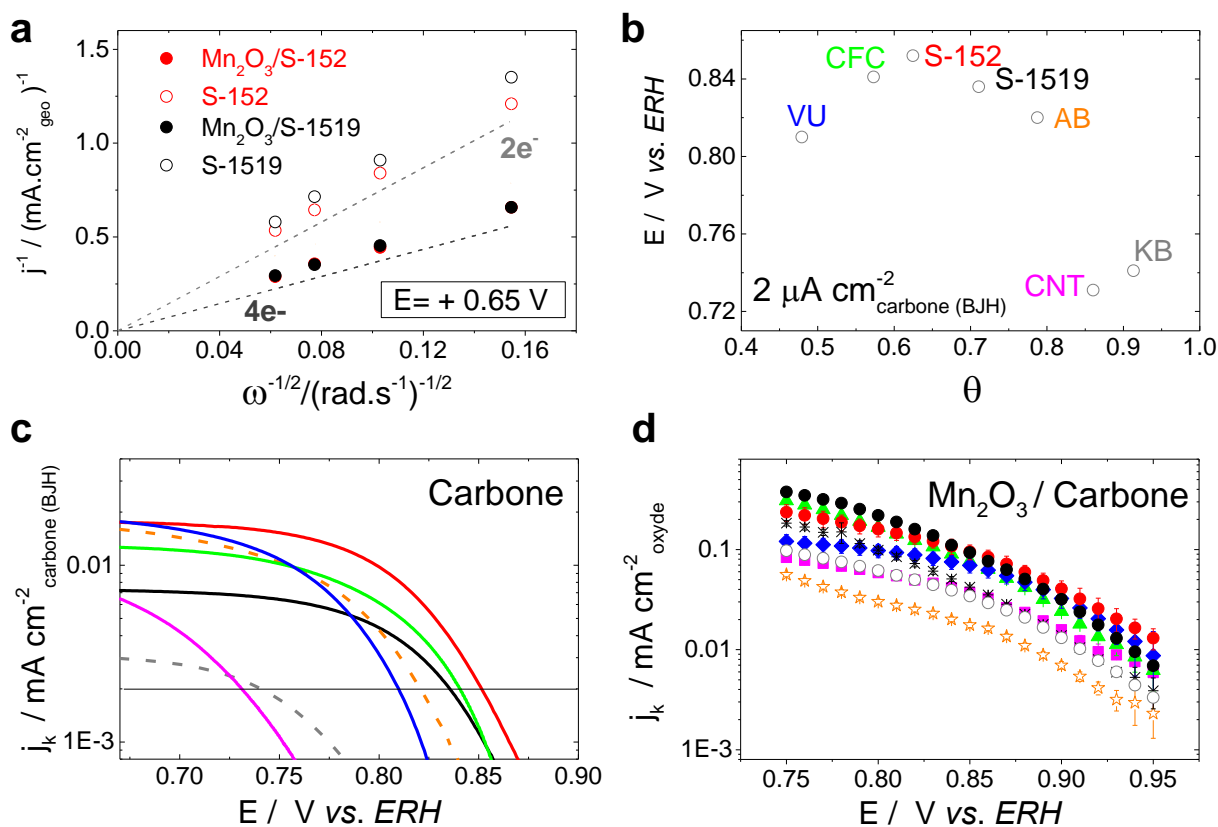 a
Mn₂O₃/S-152
S-152
Mn₂O₃/S-1519
S-1519
2e⁻
4e-
E= + 0.65 V
1.5
1.0
0.5
0.0
0.00 0.04 0.08 0.12 0.16
j⁻¹ / (mA.cm⁻²geo)⁻¹
ω⁻¹/²/(rad.s⁻¹)⁻¹/²
b
CFC
S-152
S-1519
VU
AB
KB
CNT
2 μA cm⁻²carbone (BJH)
0.84
0.80
0.76
0.72
0.4 0.5 0.6 0.7 0.8 0.9 1.0
E / V vs. ERH
θ
c
Carbone
0.01
1E-3
0.70 0.75 0.80 0.85 0.90
jk / mA cm⁻²carbone (BJH)
E / V vs. ERH
d
Mn₂O₃ / Carbone
0.1
0.01
1E-3
0.75 0.80 0.85 0.90 0.95
jk / mA cm⁻²oxyde
E / V vs. ERH